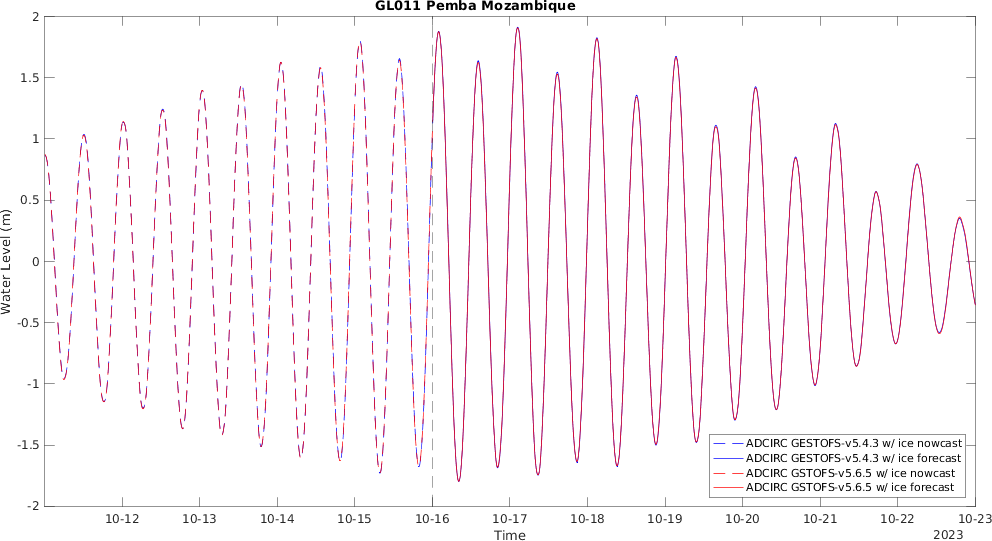 GL011 Pemba Mozambique
2
1.5
1
0.5
0
-0.5
-1
-1.5
-2
Water Level (m)
ADCIRC GESTOFS-v5.4.3 w/ ice nowcast
ADCIRC GESTOFS-v5.4.3 w/ ice forecast
ADCIRC GSTOFS-v5.6.5 w/ ice nowcast
ADCIRC GSTOFS-v5.6.5 w/ ice forecast
10-12 10-13 10-14 10-15 10-16 10-17 10-18 10-19 10-20 10-21 10-22 10-23
Time
2023